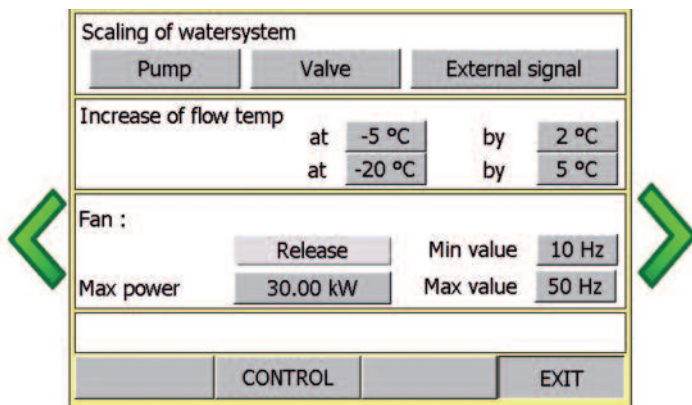 Scaling of watersystem
Pump Valve External signal
Increase of flow temp
at -5 °C by 2 °C
at -20 °C by 5 °C
Fan :
Release Min value 10 Hz
Max power 30.00 kW Max value 50 Hz
CONTROL EXIT